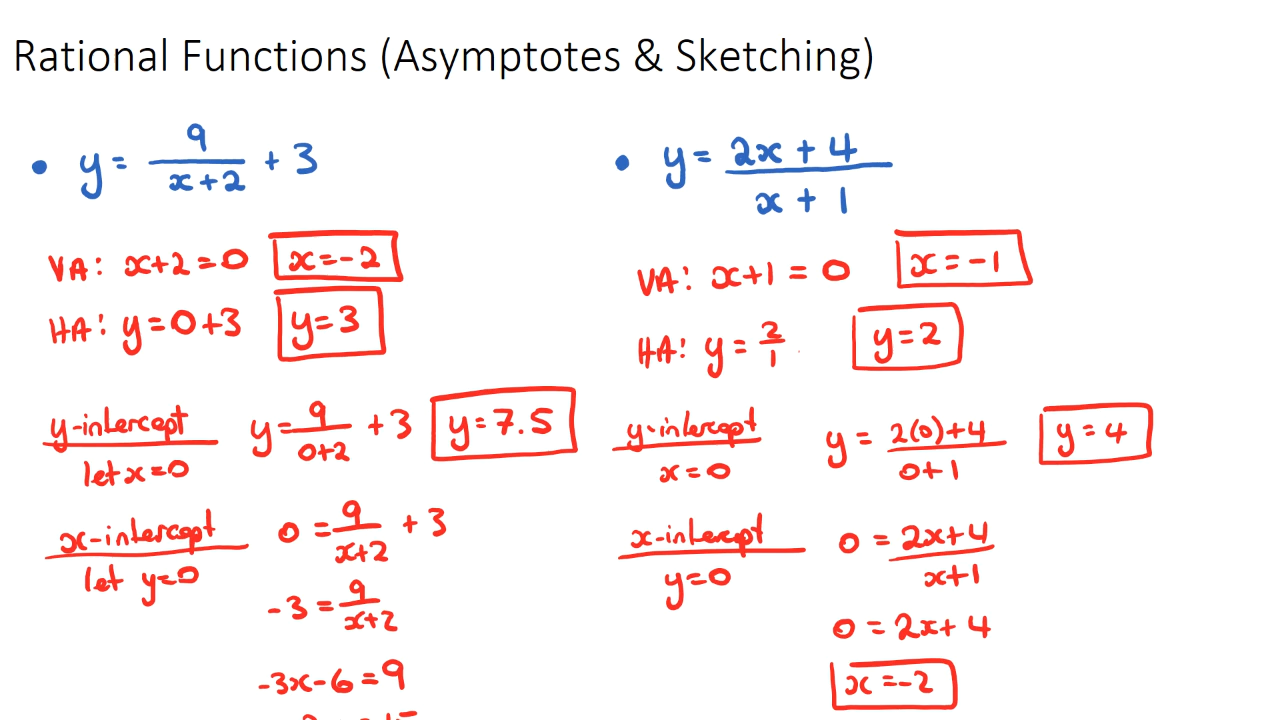 Rational Functions (Asymptotes & Sketching)
• y = 9/(x+2) + 3
VA: x+2=0 x=-2
HA: y=0+3 y=3
y-intercept
let x=0
y = 9/(0+2) + 3 y=7.5
x-intercept
let y=0
0 = 9/(x+2) + 3
-3 = 9/(x+2)
-3x-6=9
• y = (2x+4)/(x+1)
VA: x+1=0 x=-1
HA: y = 2/1 y=2
y-intercept
x=0
y = (2(0)+4)/(0+1) y=4
x-intercept
y=0
0 = (2x+4)/(x+1)
0 = 2x+4
x=-2